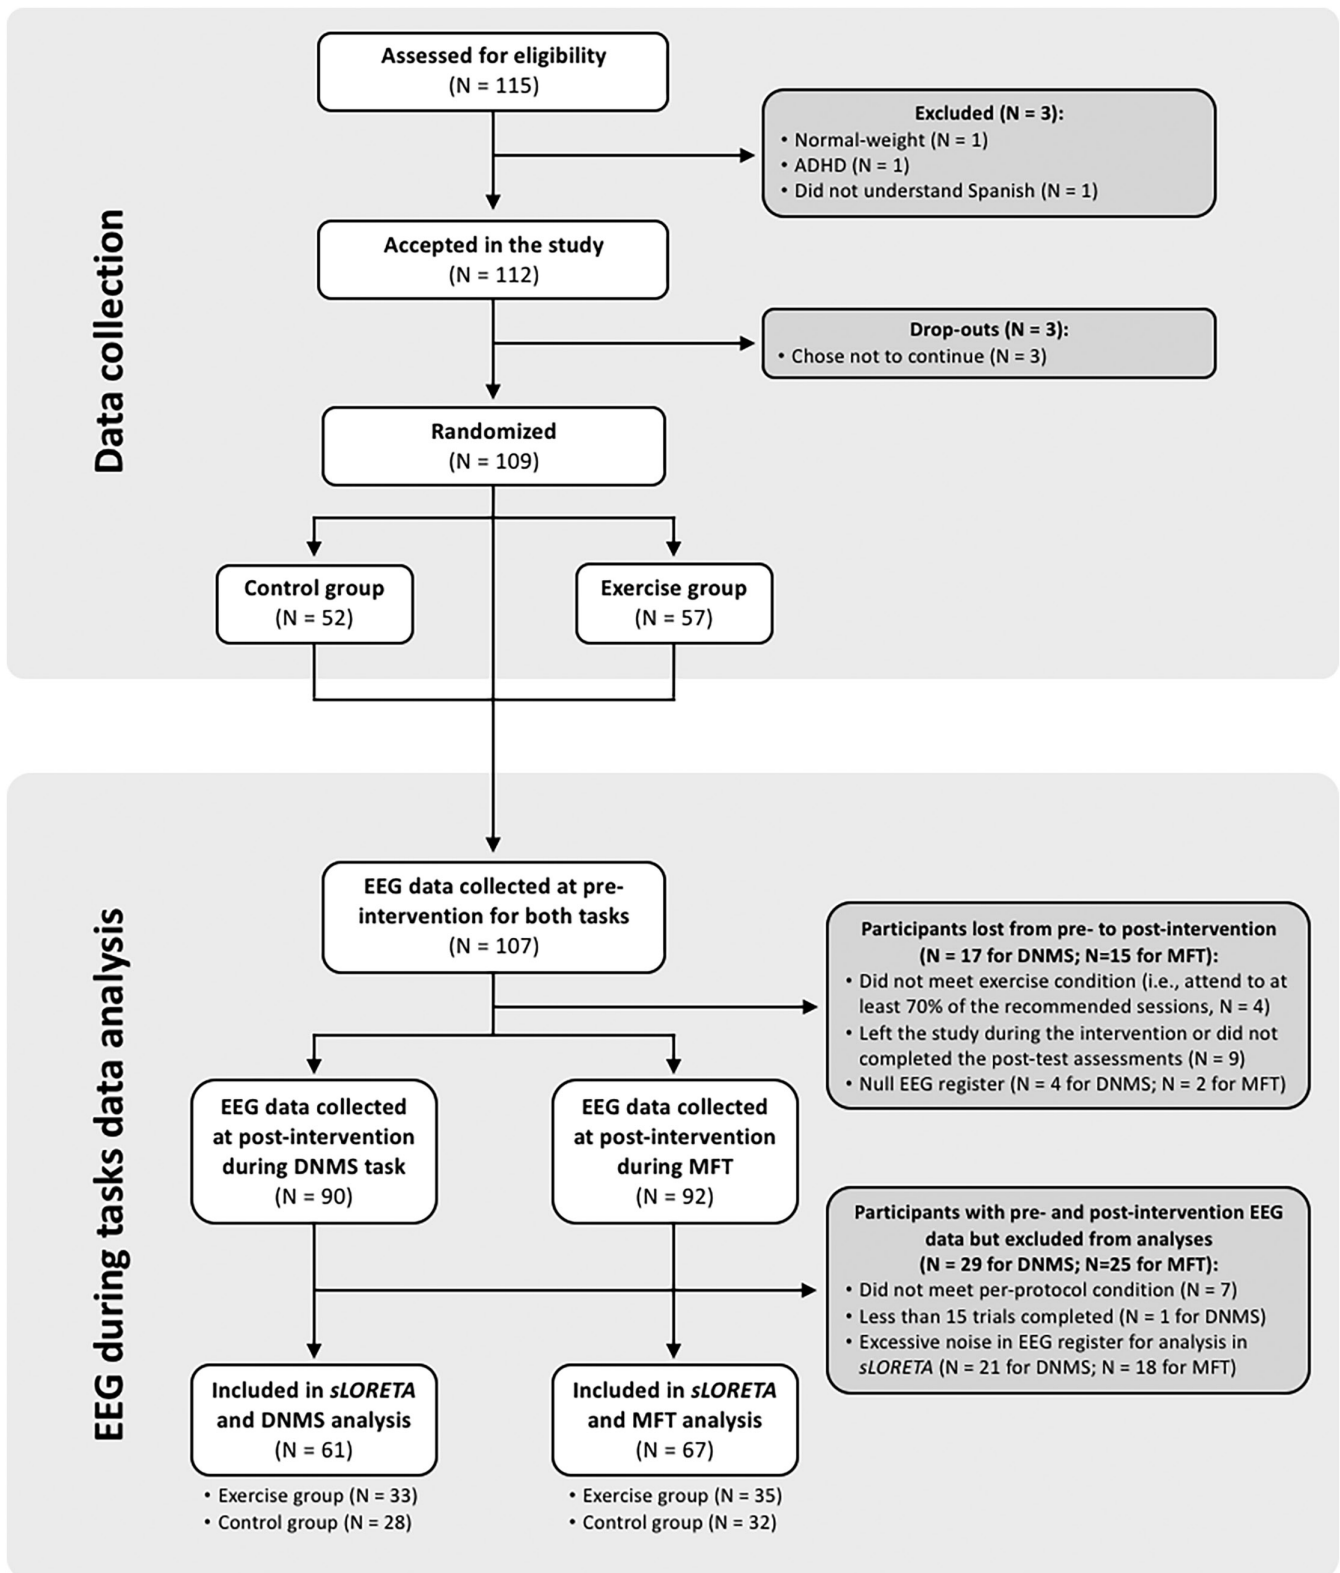 Data collection
Assessed for eligibility
(N = 115)
Excluded (N = 3):
• Normal-weight (N = 1)
• ADHD (N = 1)
• Did not understand Spanish (N = 1)
Accepted in the study
(N = 112)
Drop-outs (N = 3):
• Chose not to continue (N = 3)
Randomized
(N = 109)
Control group
(N = 52)
Exercise group
(N = 57)
EEG during tasks data analysis
EEG data collected at pre-
intervention for both tasks
(N = 107)
Participants lost from pre- to post-intervention
(N = 17 for DNMS; N=15 for MFT):
• Did not meet exercise condition (i.e., attend to at
least 70% of the recommended sessions, N = 4)
• Left the study during the intervention or did not
completed the post-test assessments (N = 9)
• Null EEG register (N = 4 for DNMS; N = 2 for MFT)
EEG data collected
at post-intervention
during DNMS task
(N = 90)
EEG data collected
at post-intervention
during MFT
(N = 92)
Participants with pre- and post-intervention EEG
data but excluded from analyses
(N = 29 for DNMS; N=25 for MFT):
• Did not meet per-protocol condition (N = 7)
• Less than 15 trials completed (N = 1 for DNMS)
• Excessive noise in EEG register for analysis in
sLORETA (N = 21 for DNMS; N = 18 for MFT)
Included in sLORETA
and DNMS analysis
(N = 61)
• Exercise group (N = 33)
• Control group (N = 28)
Included in sLORETA
and MFT analysis
(N = 67)
• Exercise group (N = 35)
• Control group (N = 32)